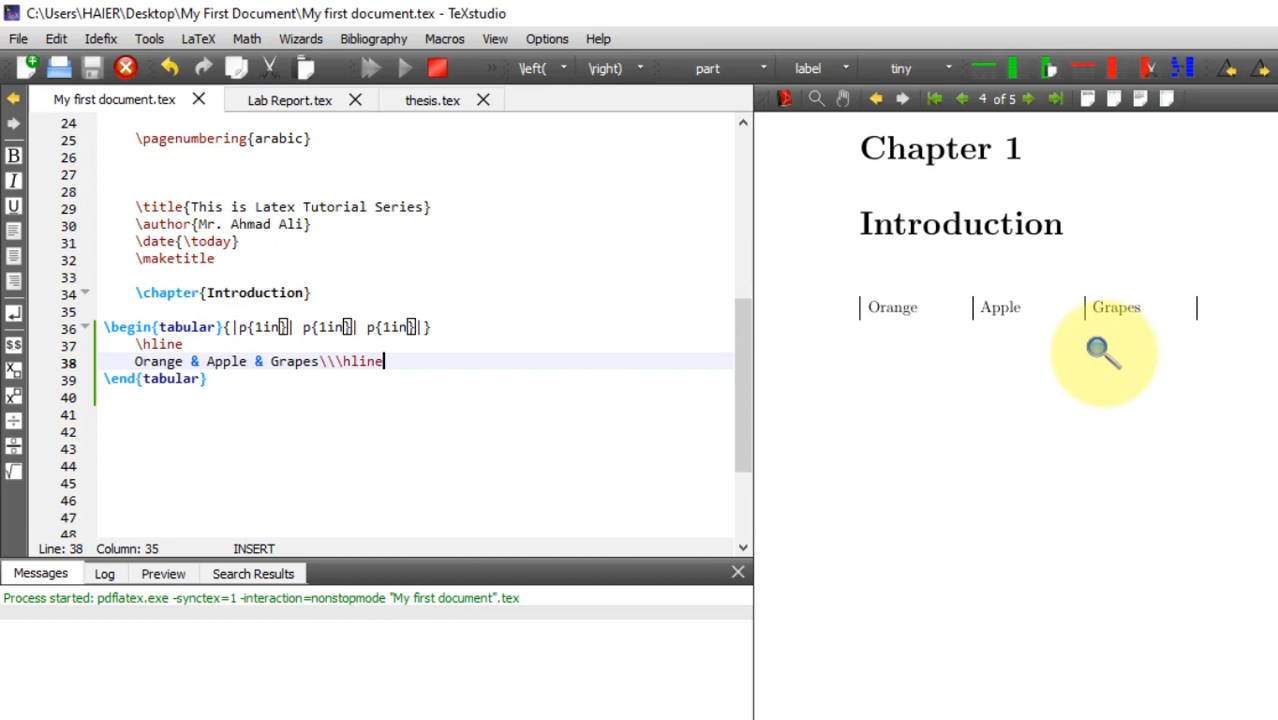 C:\Users\HAIER\Desktop\My First Document\My first document.tex - TeXstudio
File Edit Idefix Tools LaTeX Math Wizards Bibliography Macros View Options Help
\left( \right) part label tiny
My first document.tex Lab Report.tex thesis.tex
4 of 5
24
25 \pagenumbering{arabic}
26
27
28
29 \title{This is Latex Tutorial Series}
30 \author{Mr. Ahmad Ali}
31 \date{\today}
32 \maketitle
33
34 \chapter{Introduction}
35
36 \begin{tabular}{|p{1in}| p{1in}| p{1in}|}
37 \hline
38 Orange & Apple & Grapes\\\hline
39 \end{tabular}
40
41
42
43
44
45
46
47
48
Line: 38 Column: 35 INSERT
Messages Log Preview Search Results
Process started: pdflatex.exe -synctex=1 -interaction=nonstopmode "My first document".tex
Chapter 1
Introduction
Orange Apple Grapes